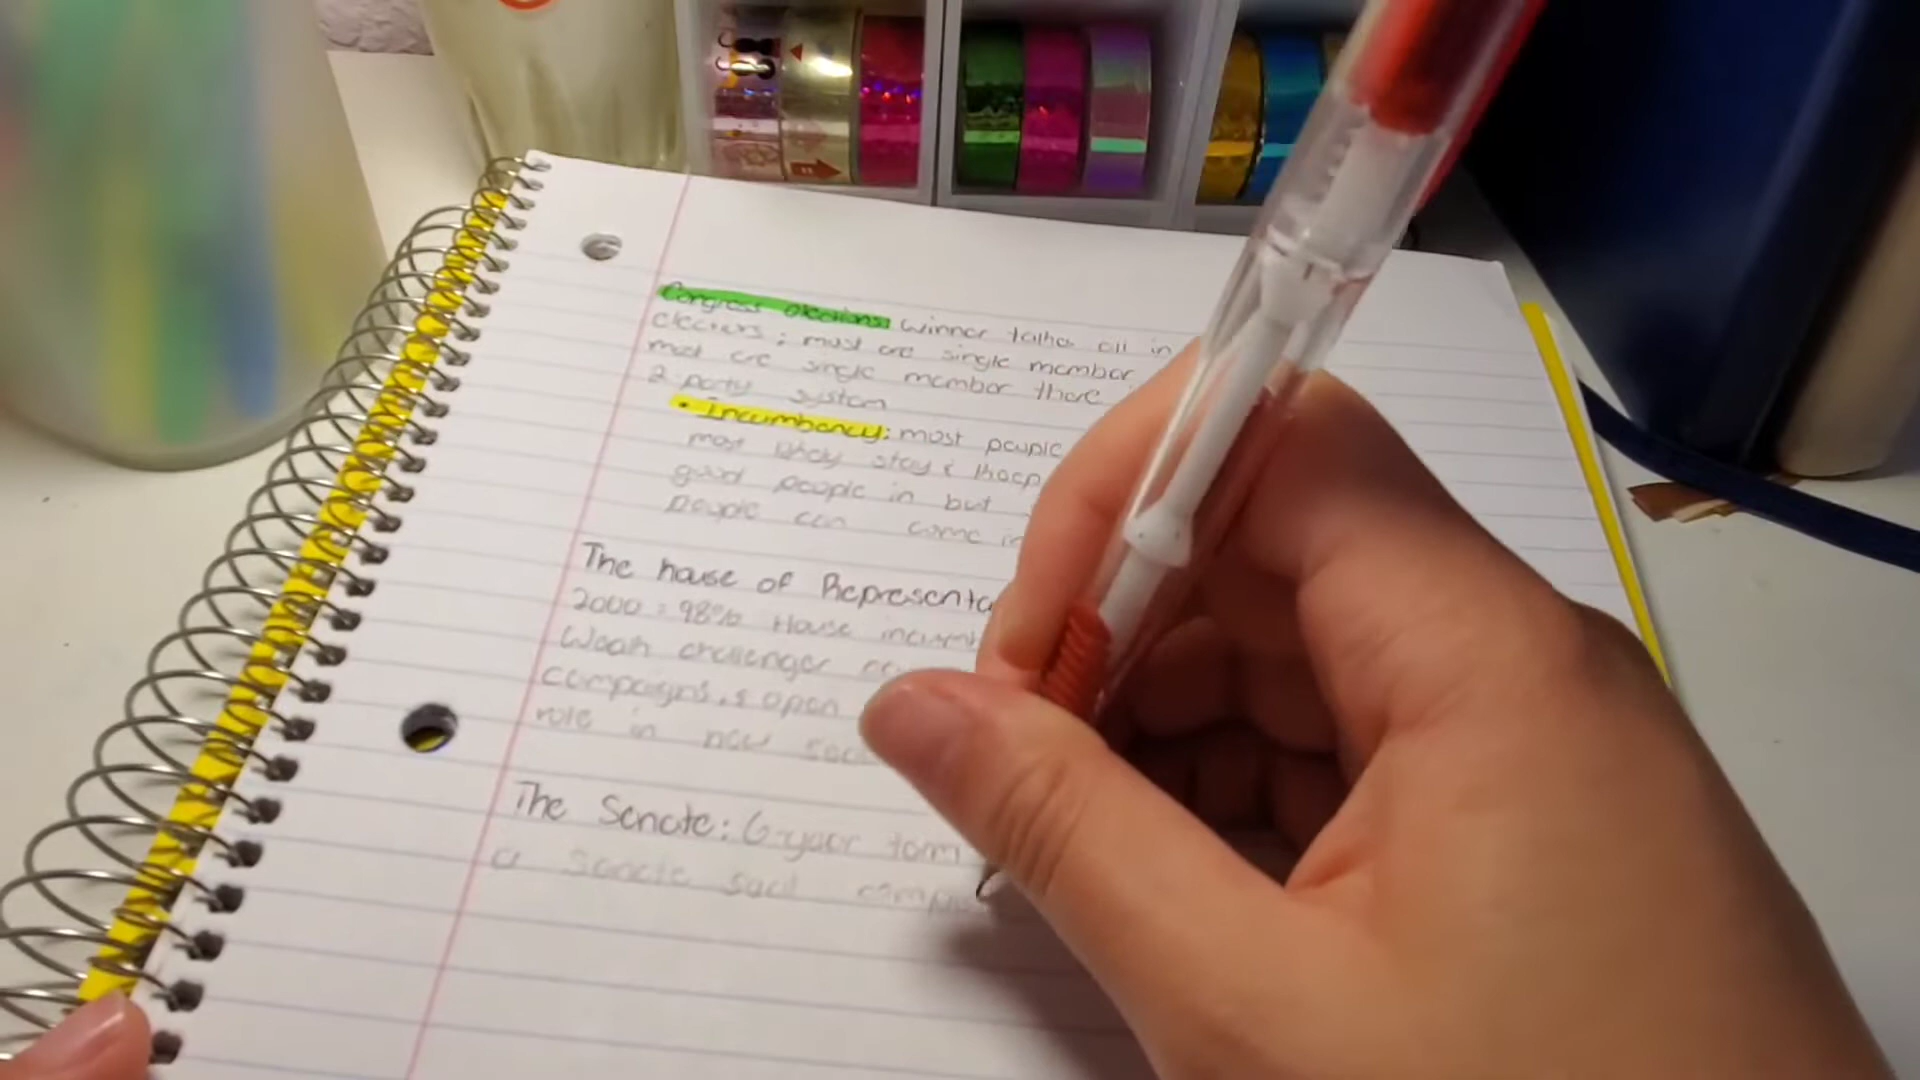 Congress elections: winner takes all in
elections; most are single member
most are single member there
2 party system
• Incumbency: most people
most likely stay & keep
good people in but
people can come in
The house of Representa
2000: 98% House incumb
Weak challenger
campaigns, & open
role in new
The Senate: 6-year term
a Senate seat